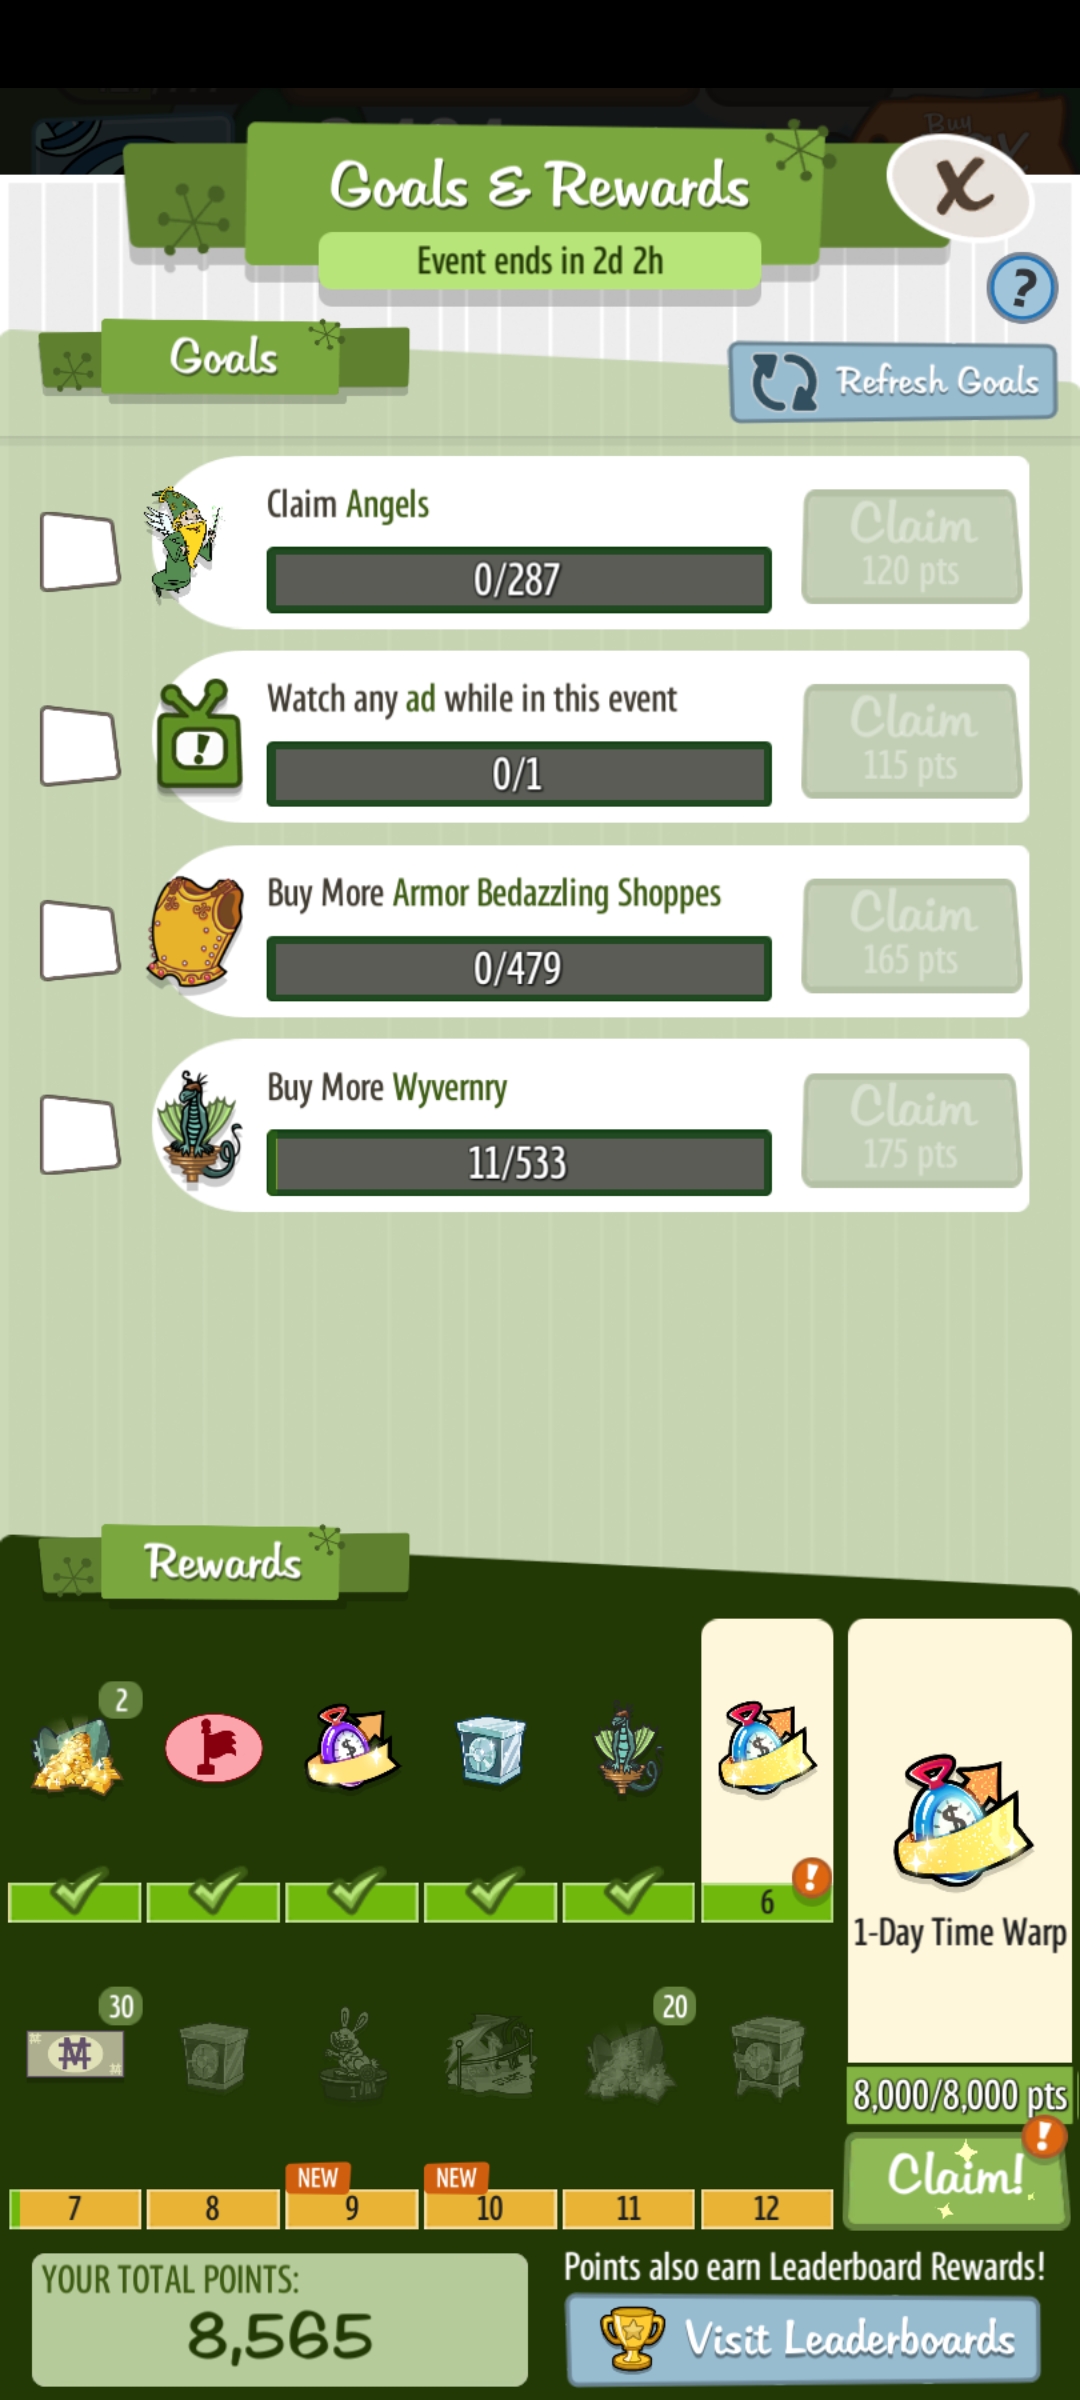 Buy
Goals & Rewards
X
Event ends in 2d 2h
?
Goals
Refresh Goals
Claim Angels
0/287
Claim
120 pts
Watch any ad while in this event
!
0/1
Claim
115 pts
Buy More Armor Bedazzling Shoppes
0/479
Claim
165 pts
Buy More Wyvernry
11/533
Claim
175 pts
Rewards
2
$
$
$
6
!
1-Day Time Warp
30
20
8,000/8,000 pts
!
Claim!
NEW
NEW
7
8
9
10
11
12
YOUR TOTAL POINTS:
8,565
Points also earn Leaderboard Rewards!
Visit Leaderboards